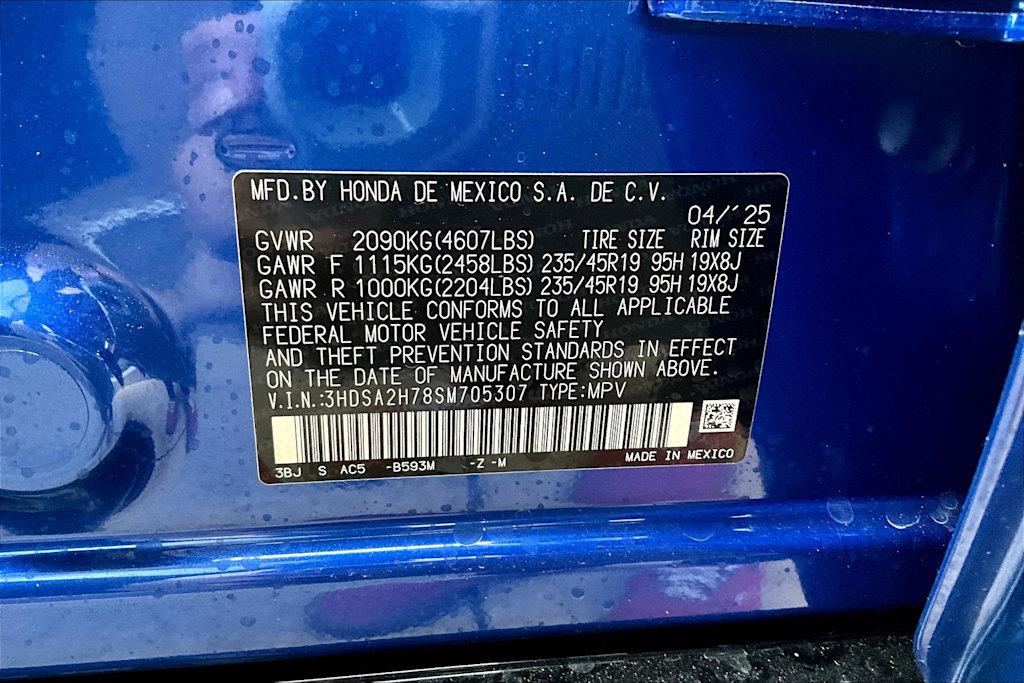 MFD.BY HONDA DE MEXICO S.A. DE C.V.
04/'25
GVWR 2090KG(4607LBS) TIRE SIZE RIM SIZE
GAWR F 1115KG(2458LBS) 235/45R19 95H 19X8J
GAWR R 1000KG(2204LBS) 235/45R19 95H 19X8J
THIS VEHICLE CONFORMS TO ALL APPLICABLE
FEDERAL MOTOR VEHICLE SAFETY
AND THEFT PREVENTION STANDARDS IN EFFECT
ON THE DATE OF MANUFACTURE SHOWN ABOVE.
V.I.N.:3HDSA2H78SM705307 TYPE:MPV
3BJ S AC5 -B593M -Z -M MADE IN MEXICO